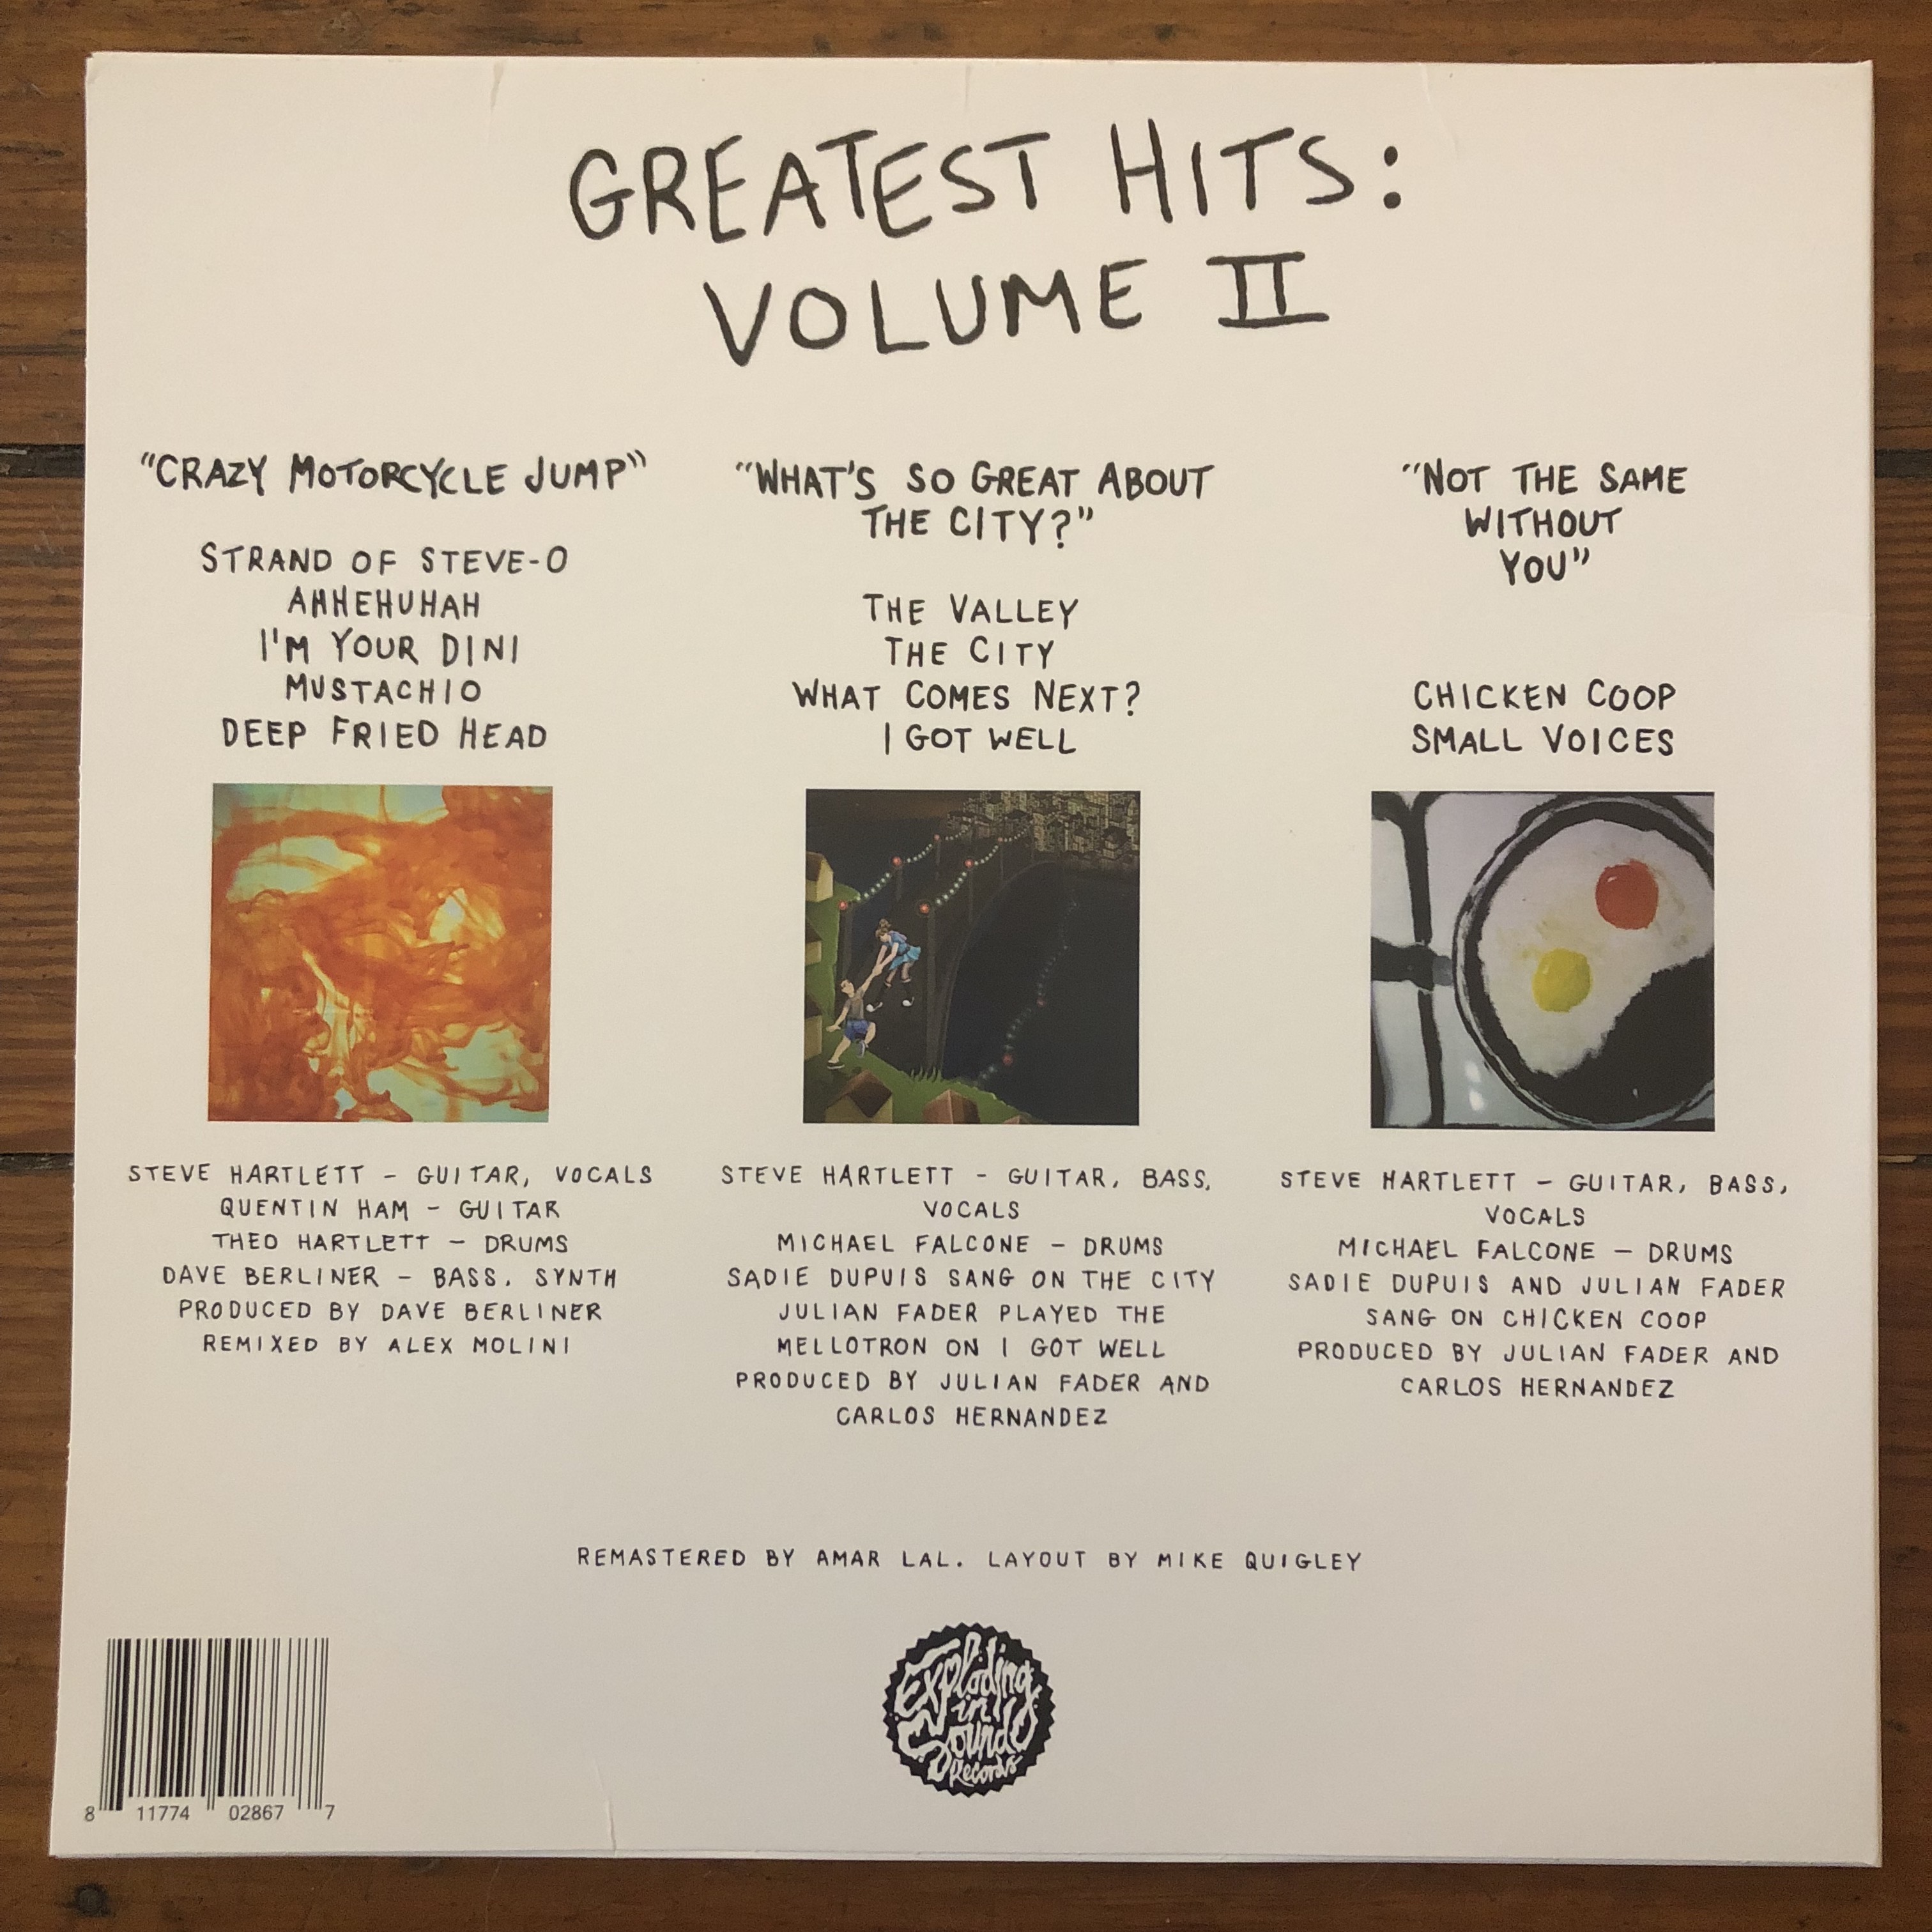 GREATEST HITS:
VOLUME II
"CRAZY MOTORCYCLE JUMP"
STRAND OF STEVE-O
AHHEHUHAH
I'M YOUR DINI
MUSTACHIO
DEEP FRIED HEAD
STEVE HARTLETT - GUITAR, VOCALS
QUENTIN HAM - GUITAR
THEO HARTLETT - DRUMS
DAVE BERLINER - BASS, SYNTH
PRODUCED BY DAVE BERLINER
REMIXED BY ALEX MOLINI
"WHAT'S SO GREAT ABOUT
THE CITY?"
THE VALLEY
THE CITY
WHAT COMES NEXT?
I GOT WELL
STEVE HARTLETT - GUITAR, BASS,
VOCALS
MICHAEL FALCONE - DRUMS
SADIE DUPUIS SANG ON THE CITY
JULIAN FADER PLAYED THE
MELLOTRON ON I GOT WELL
PRODUCED BY JULIAN FADER AND
CARLOS HERNANDEZ
"NOT THE SAME
WITHOUT
YOU"
CHICKEN COOP
SMALL VOICES
STEVE HARTLETT - GUITAR, BASS,
VOCALS
MICHAEL FALCONE - DRUMS
SADIE DUPUIS AND JULIAN FADER
SANG ON CHICKEN COOP
PRODUCED BY JULIAN FADER AND
CARLOS HERNANDEZ
REMASTERED BY AMAR LAL. LAYOUT BY MIKE QUIGLEY
8 11774 02867 7
Exploding
in
Sound
Records